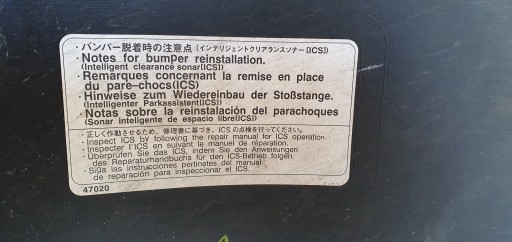 ・バンパー脱着時の注意点(インテリジェントクリアランスソナー[ICS])
・Notes for bumper reinstallation.
(Intelligent clearance sonar(ICS))
・Remarques concernant la remise en place
du pare-chocs(ICS)
・Hinweise zum Wiedereinbau der Stoßstange.
(Intelligenter Parkassistent(ICS))
・Notas sobre la reinstalación del parachoques
(Sonar inteligente de espacio libre(ICS))
・正しく作動させるため、修理書に基づき、ICS の点検を行ってください。
・Inspect ICS by following the repair manual for ICS operation.
・Inspecter l'ICS en suivant le manuel de réparation.
・Überprüfen Sie das ICS, indem Sie den Anweisungen
des Reparaturhandbuchs für den ICS-Betrieb folgen.
・Siga las instrucciones pertinetes del manual
de reparación para inspeccionar el ICS.
47020